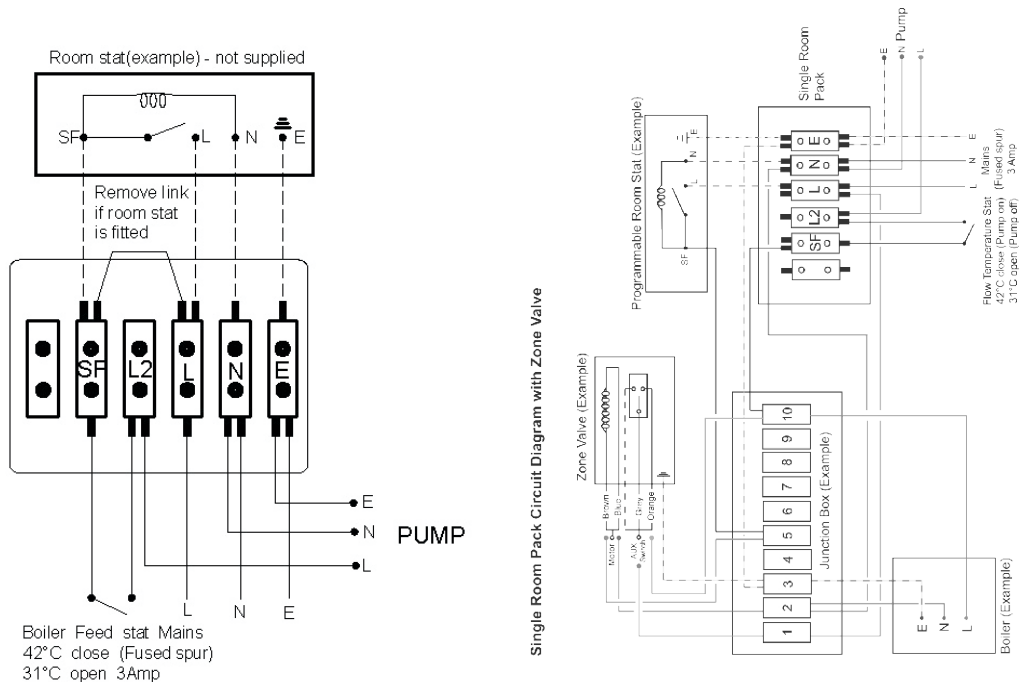 Room stat(example) - not supplied
SF
L
N
E
Remove link
if room stat
is fitted
SF
L2
L
N
E
E
N
L
PUMP
L
N
E
Boiler Feed stat Mains
42°C close (Fused spur)
31°C open 3Amp
Single Room Pack Circuit Diagram with Zone Valve
Zone Valve (Example)
Brown
Blue
Grey
Orange
Motor
AUX
Switch
Programmable Room Stat (Example)
E
N
L
SF
Single Room
Pack
E
N
L
L2
SF
E
N
L
Pump
E
N
L
Mains
(Fused spur)
3 Amp
Flow Temperature Stat
42°C close (Pump on)
31°C open (Pump off)
10
9
8
7
6
5
4
3
2
1
Junction Box (Example)
E
N
L
Boiler (Example)